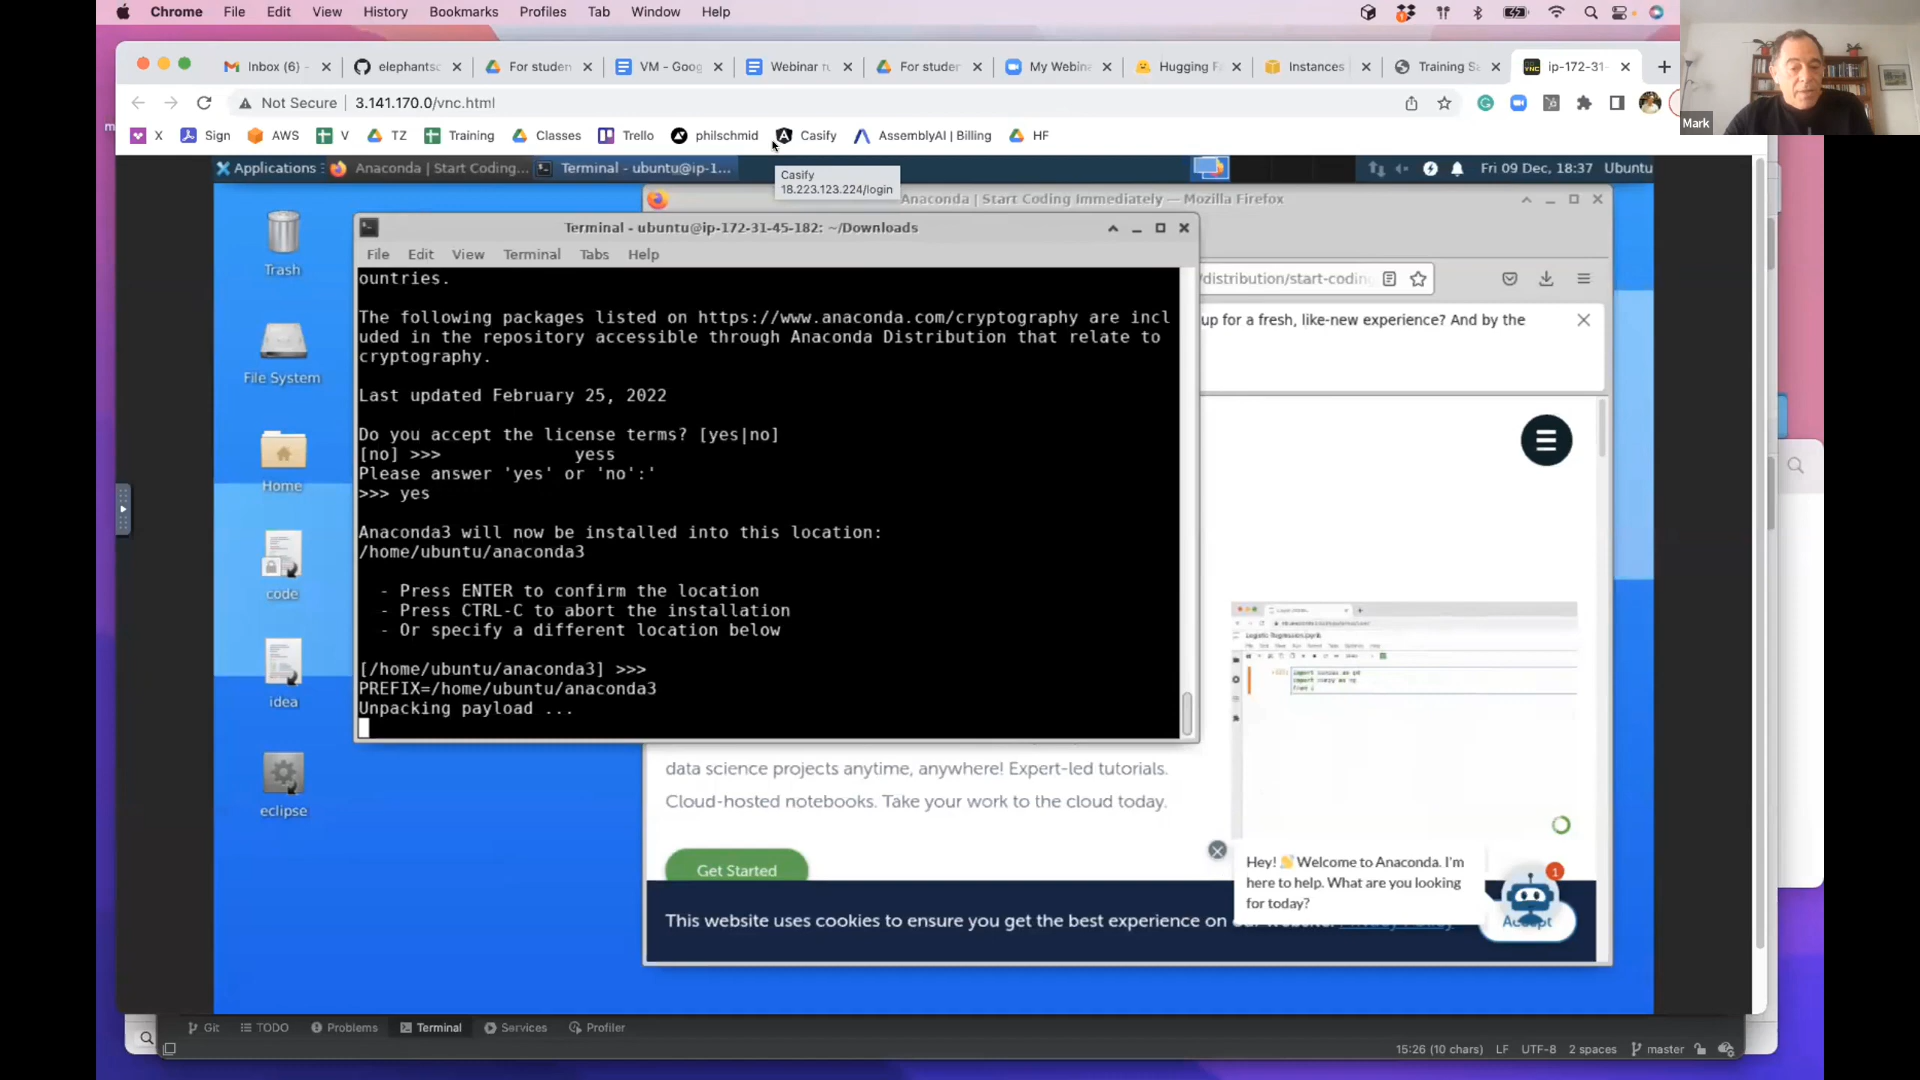 Chrome File Edit View History Bookmarks Profiles Tab Window Help
Inbox (6) - elephantsc For studen VM - Goog Webinar ru For studen My Webina Hugging Fa Instances Training S ip-172-31-
Not Secure 3.141.170.0/vnc.html
Mark
X Sign AWS V TZ Training Classes Trello philschmid Casify AssemblyAI | Billing HF
Applications Anaconda | Start Coding... Terminal - ubuntu@ip-1... Fri 09 Dec, 18:37 Ubuntu
Casify
18.223.123.224/login
Anaconda | Start Coding Immediately — Mozilla Firefox
Terminal - ubuntu@ip-172-31-45-182: ~/Downloads
File Edit View Terminal Tabs Help
/distribution/start-coding
up for a fresh, like-new experience? And by the
Trash
File System
Home
code
idea
eclipse
ountries.
The following packages listed on https://www.anaconda.com/cryptography are incl
uded in the repository accessible through Anaconda Distribution that relate to
cryptography.
Last updated February 25, 2022
Do you accept the license terms? [yes|no]
[no] >>> yess
Please answer 'yes' or 'no':'
>>> yes
Anaconda3 will now be installed into this location:
/home/ubuntu/anaconda3
- Press ENTER to confirm the location
- Press CTRL-C to abort the installation
- Or specify a different location below
[/home/ubuntu/anaconda3] >>>
PREFIX=/home/ubuntu/anaconda3
Unpacking payload ...
data science projects anytime, anywhere! Expert-led tutorials.
Cloud-hosted notebooks. Take your work to the cloud today.
Get Started
Hey! 👋 Welcome to Anaconda. I'm
here to help. What are you looking
for today?
1
This website uses cookies to ensure you get the best experience on our website. Privacy Policy
Accept
Git TODO Problems Terminal Services Profiler
15:26 (10 chars) LF UTF-8 2 spaces master